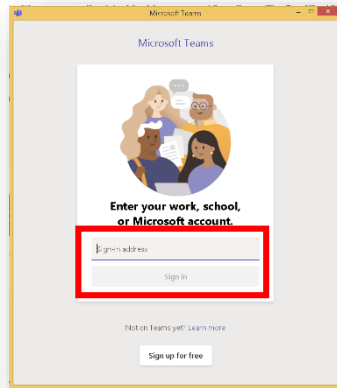 Microsoft Teams
Microsoft Teams
Enter your work, school,
or Microsoft account.
Sign-in address
Sign in
Not on Teams yet? Learn more
Sign up for free